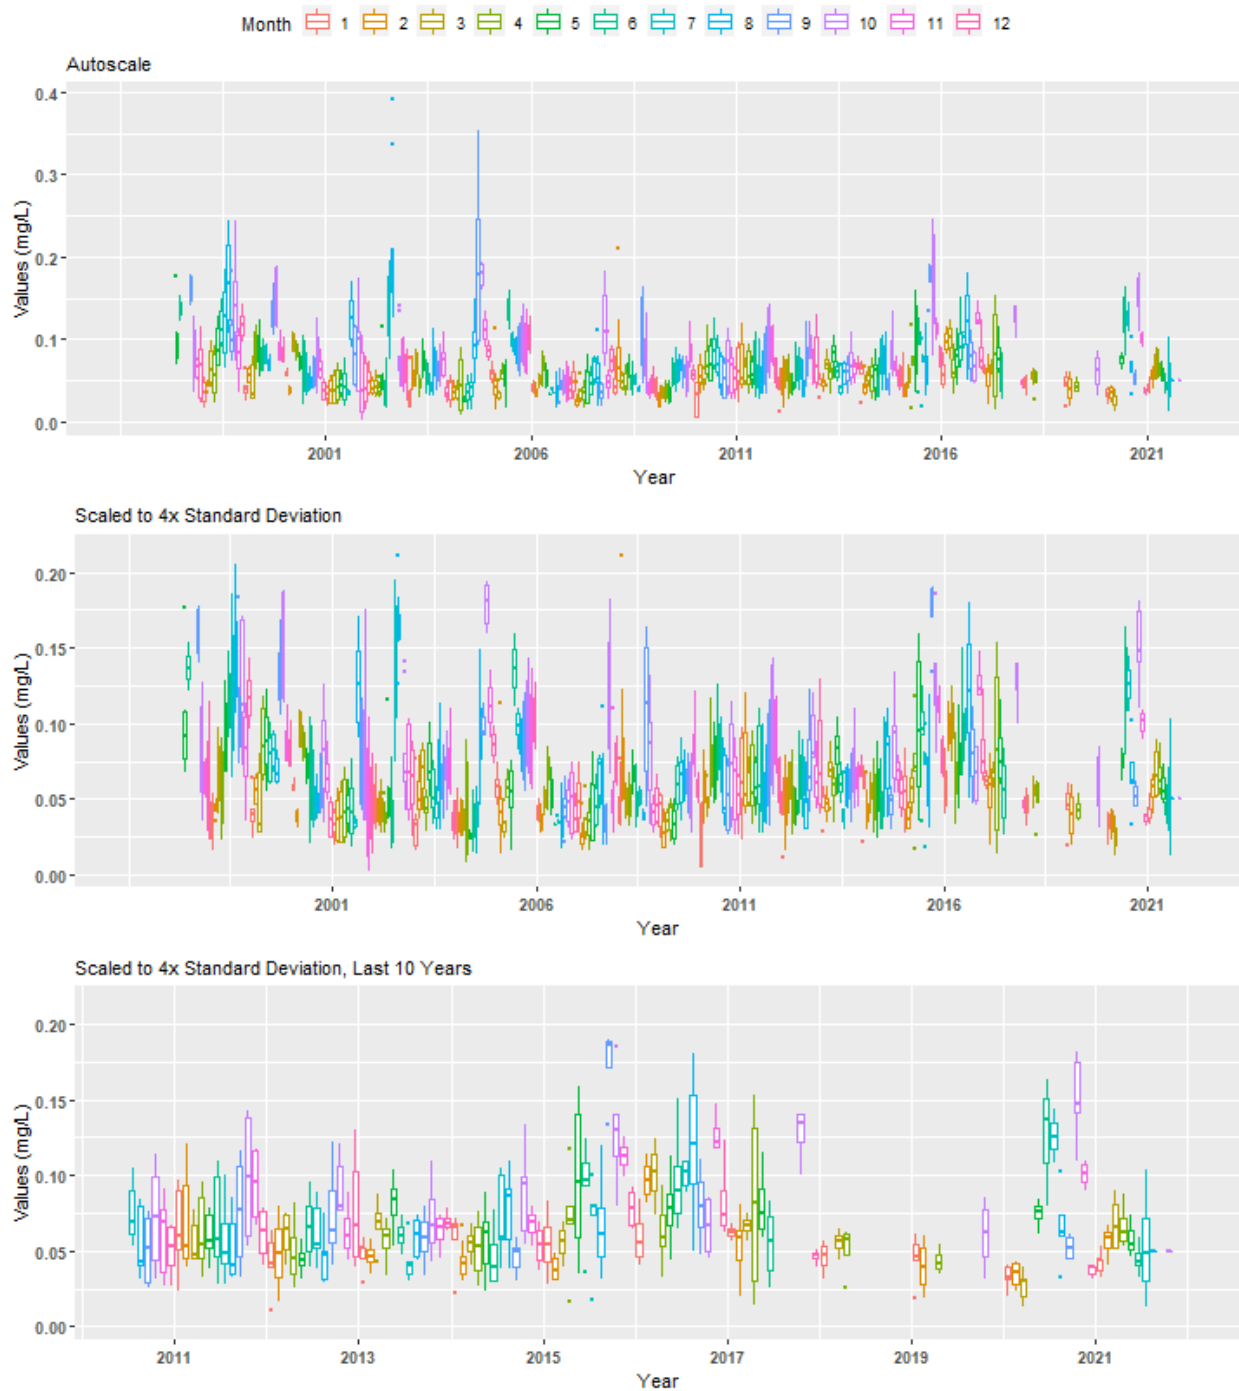 Month 1 2 3 4 5 6 7 8 9 10 11 12
Autoscale
Values (mg/L)
0.4
0.3
0.2
0.1
0.0
2001 2006 2011 2016 2021
Year
Scaled to 4x Standard Deviation
Values (mg/L)
0.20
0.15
0.10
0.05
0.00
2001 2006 2011 2016 2021
Year
Scaled to 4x Standard Deviation, Last 10 Years
Values (mg/L)
0.20
0.15
0.10
0.05
0.00
2011 2013 2015 2017 2019 2021
Year